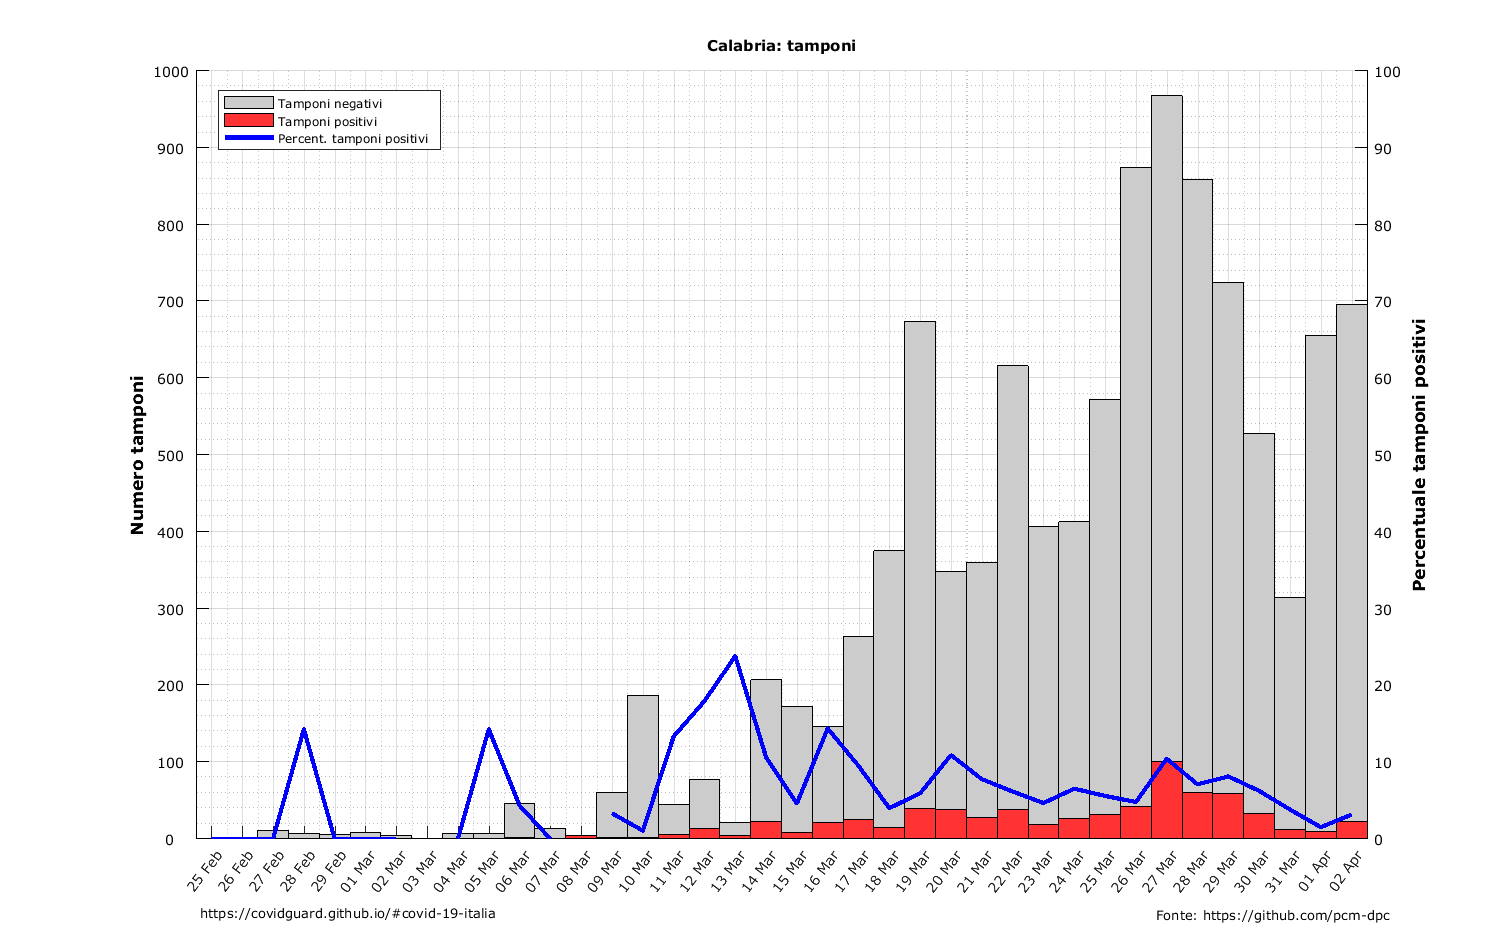 Calabria: tamponi
Tamponi negativi
Tamponi positivi
Percent. tamponi positivi
Numero tamponi
1000
900
800
700
600
500
400
300
200
100
0
Percentuale tamponi positivi
100
90
80
70
60
50
40
30
20
10
0
25 Feb
26 Feb
27 Feb
28 Feb
29 Feb
01 Mar
02 Mar
03 Mar
04 Mar
05 Mar
06 Mar
07 Mar
08 Mar
09 Mar
10 Mar
11 Mar
12 Mar
13 Mar
14 Mar
15 Mar
16 Mar
17 Mar
18 Mar
19 Mar
20 Mar
21 Mar
22 Mar
23 Mar
24 Mar
25 Mar
26 Mar
27 Mar
28 Mar
29 Mar
30 Mar
31 Mar
01 Apr
02 Apr
https://covidguard.github.io/#covid-19-italia
Fonte: https://github.com/pcm-dpc